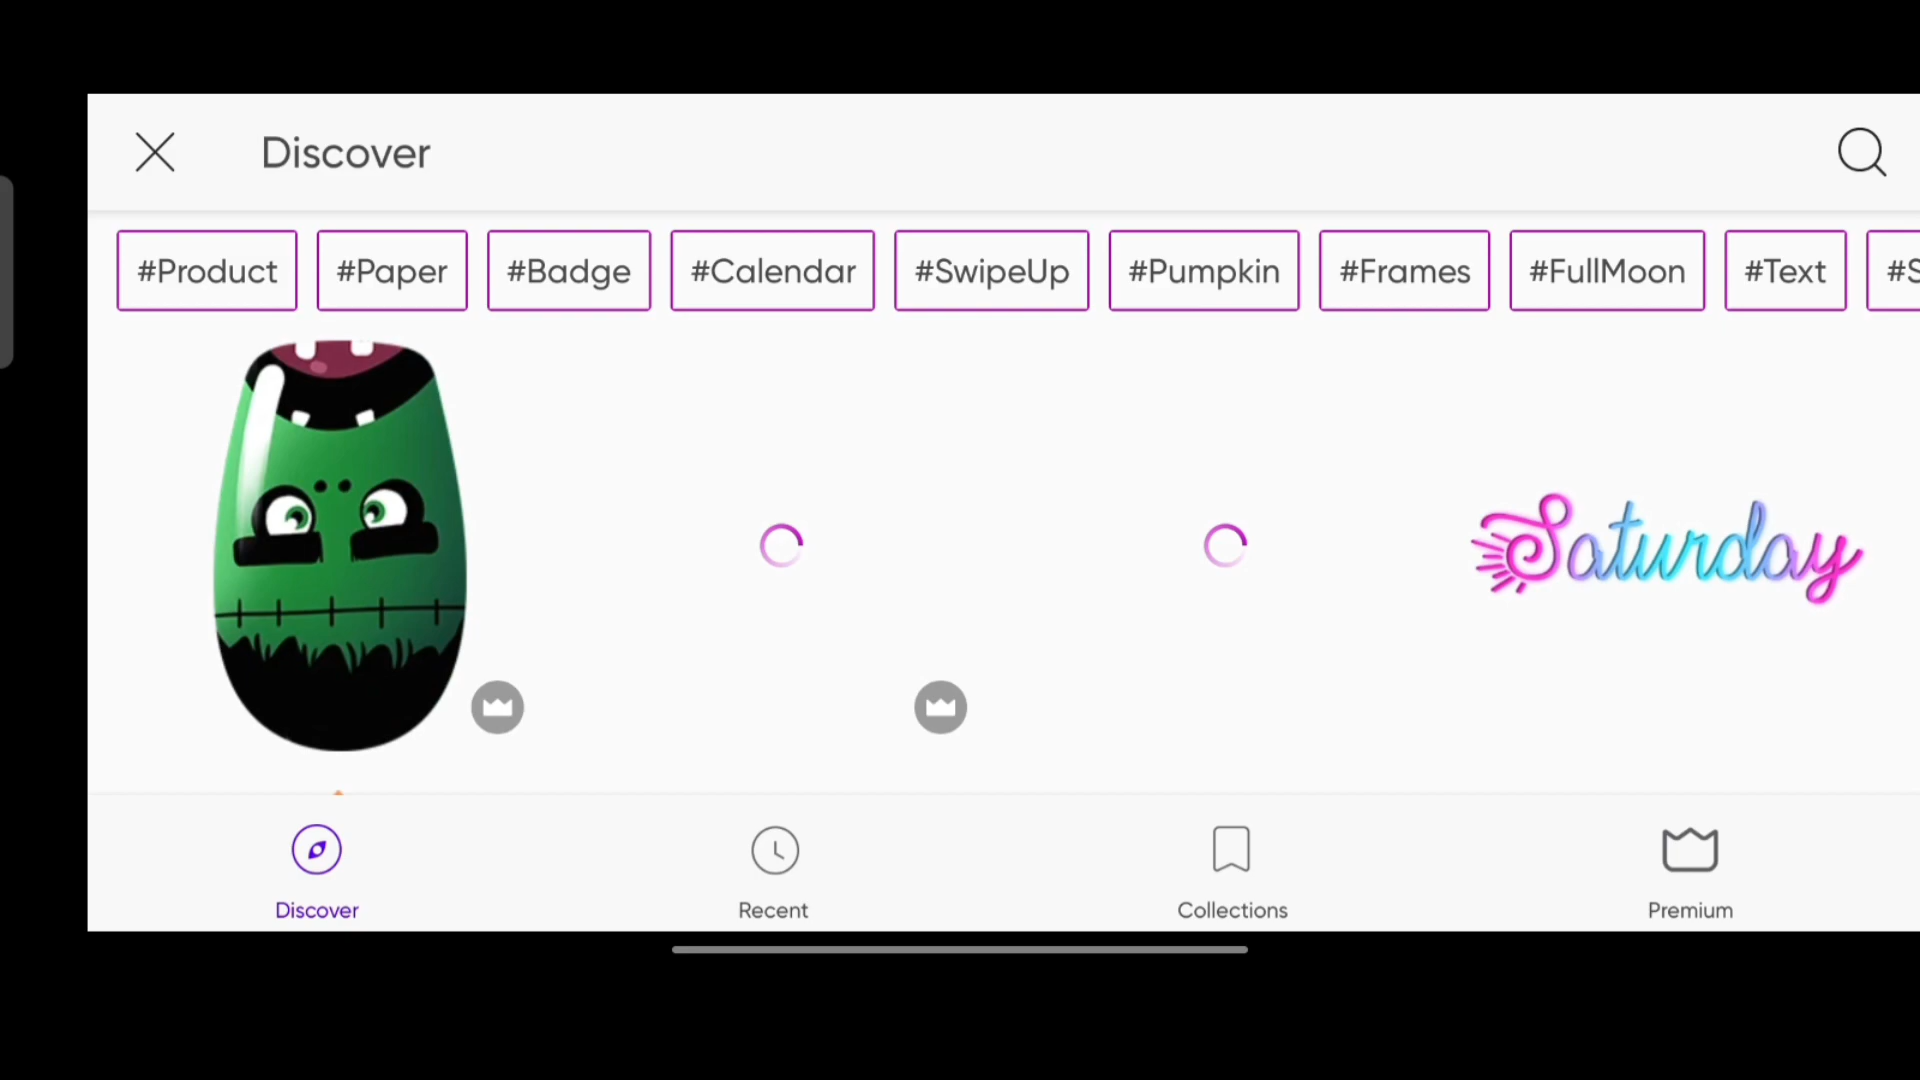 Discover
#Product #Paper #Badge #Calendar #SwipeUp #Pumpkin #Frames #FullMoon #Text
Saturday
Discover Recent Collections Premium